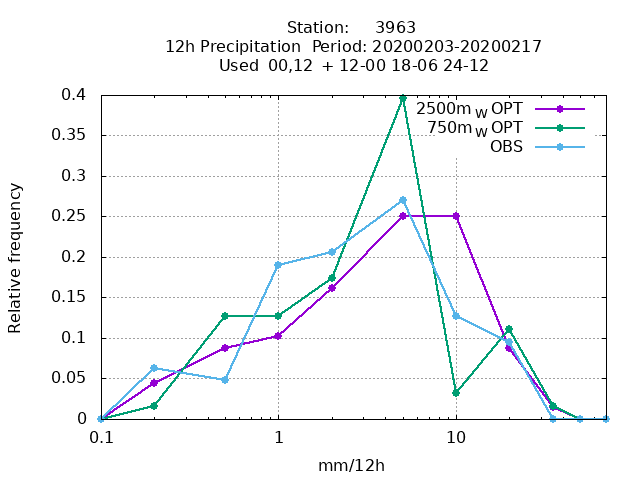 Station: 3963
12h Precipitation Period: 20200203-20200217
Used 00,12 + 12-00 18-06 24-12
0.4
0.35
0.3
0.25
0.2
0.15
0.1
0.05
0
Relative frequency
2500m W OPT
750m W OPT
OBS
0.1 1 10
mm/12h